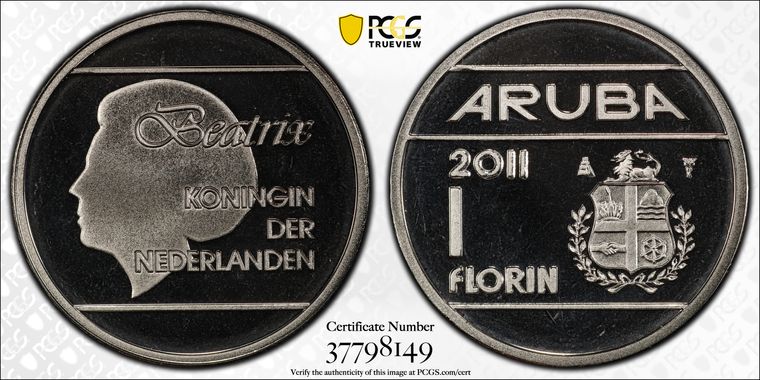 PCGS
TRUEVIEW
Beatrix
KONINGIN
DER
NEDERLANDEN
ARUBA
2011
1
FLORIN
Certificate Number
37798149
Verify the authenticity of this image at PCGS.com/cert